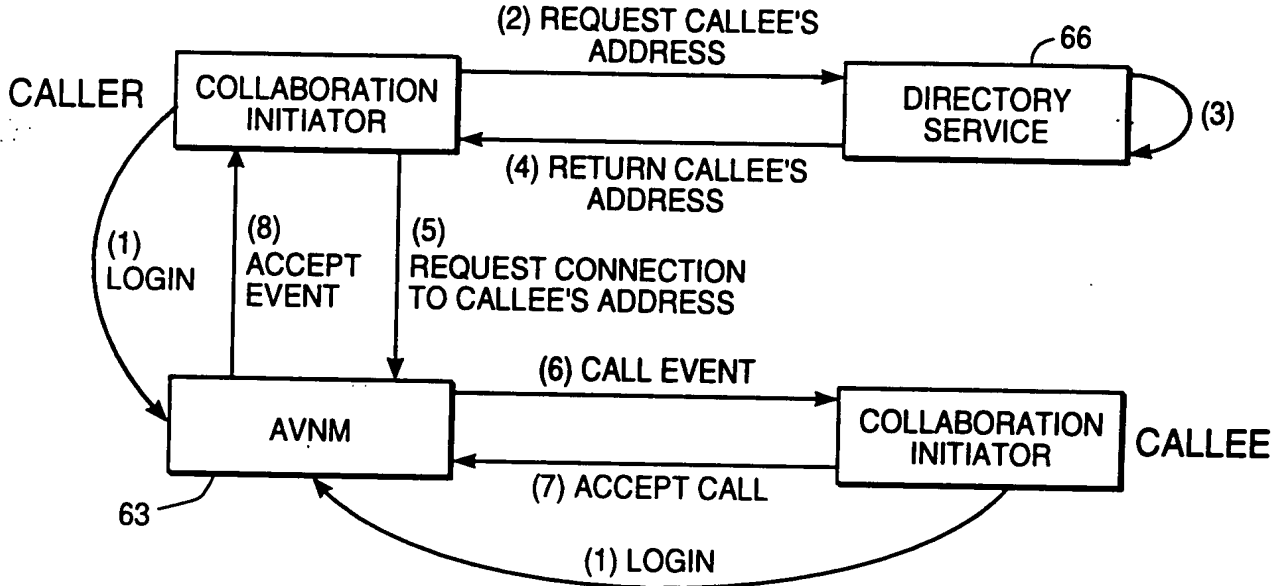 (2) REQUEST CALLEE'S
ADDRESS
66
CALLER
COLLABORATION
INITIATOR
DIRECTORY
SERVICE
(3)
(4) RETURN CALLEE'S
ADDRESS
(1)
LOGIN
(8)
ACCEPT
EVENT
(5)
REQUEST CONNECTION
TO CALLEE'S ADDRESS
(6) CALL EVENT
AVNM
COLLABORATION
INITIATOR
CALLEE
(7) ACCEPT CALL
63
(1) LOGIN